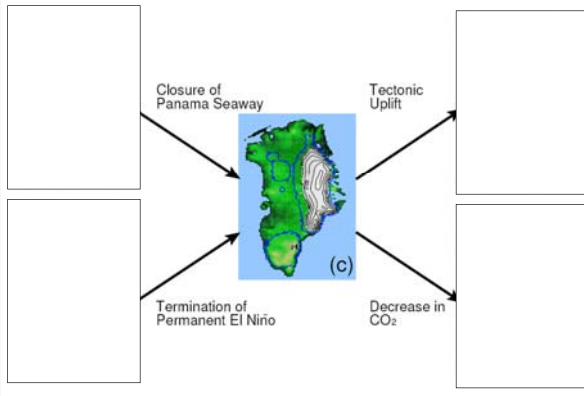 Closure of
Panama Seaway
Tectonic
Uplift
(c)
Termination of
Permanent El Niño
Decrease in
CO₂